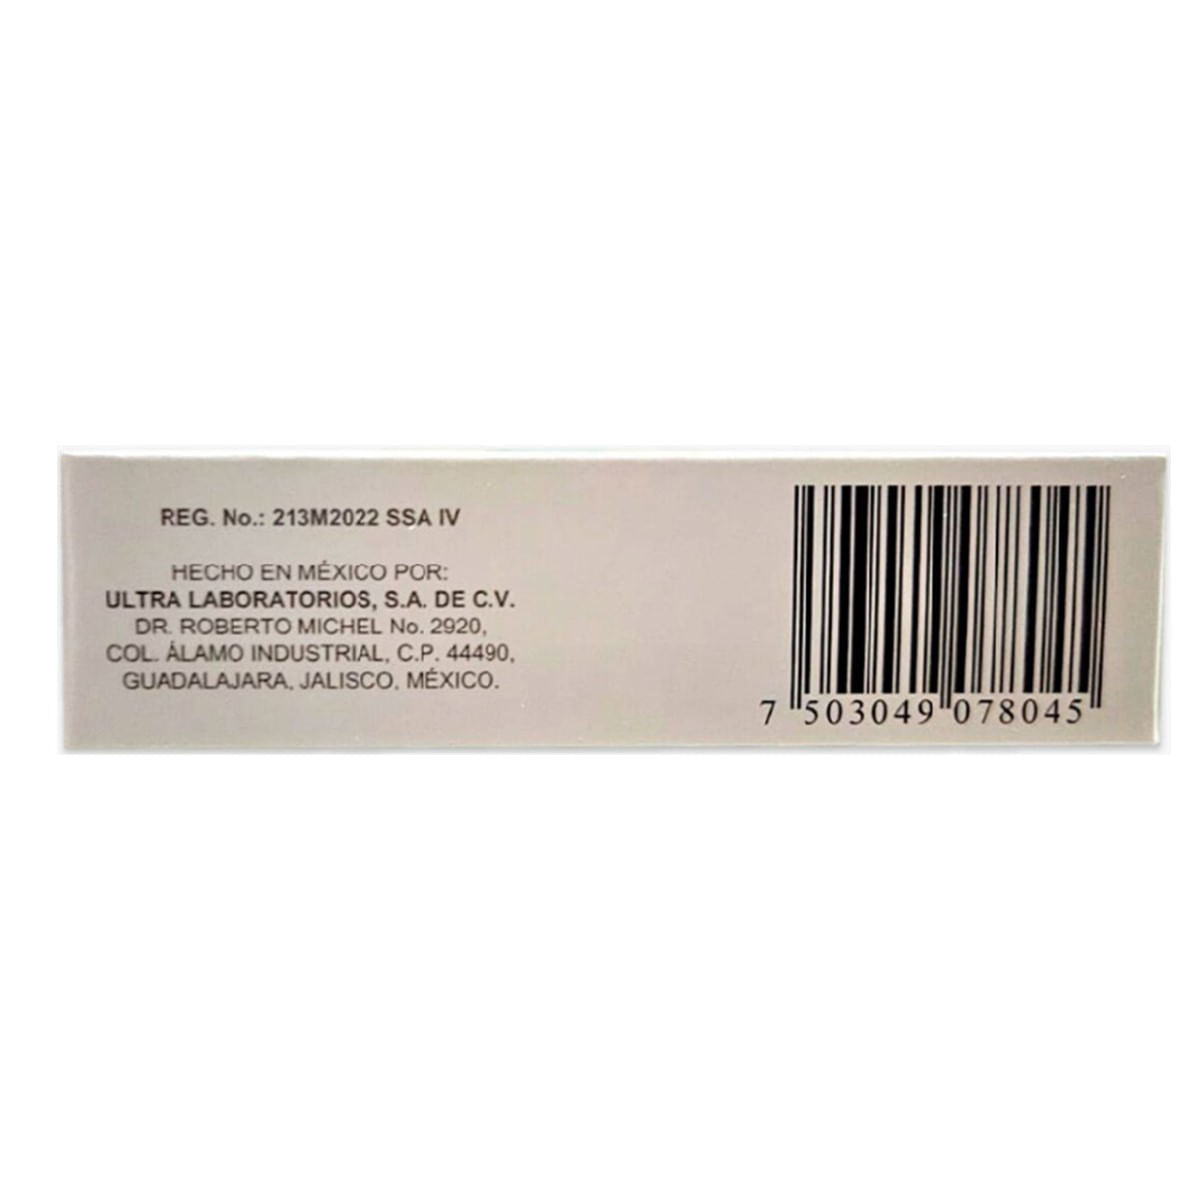 REG. No.: 213M2022 SSA IV
HECHO EN MÉXICO POR:
ULTRA LABORATORIOS, S.A. DE C.V.
DR. ROBERTO MICHEL No. 2920,
COL. ÁLAMO INDUSTRIAL, C.P. 44490,
GUADALAJARA, JALISCO, MÉXICO.
7 503049 078045